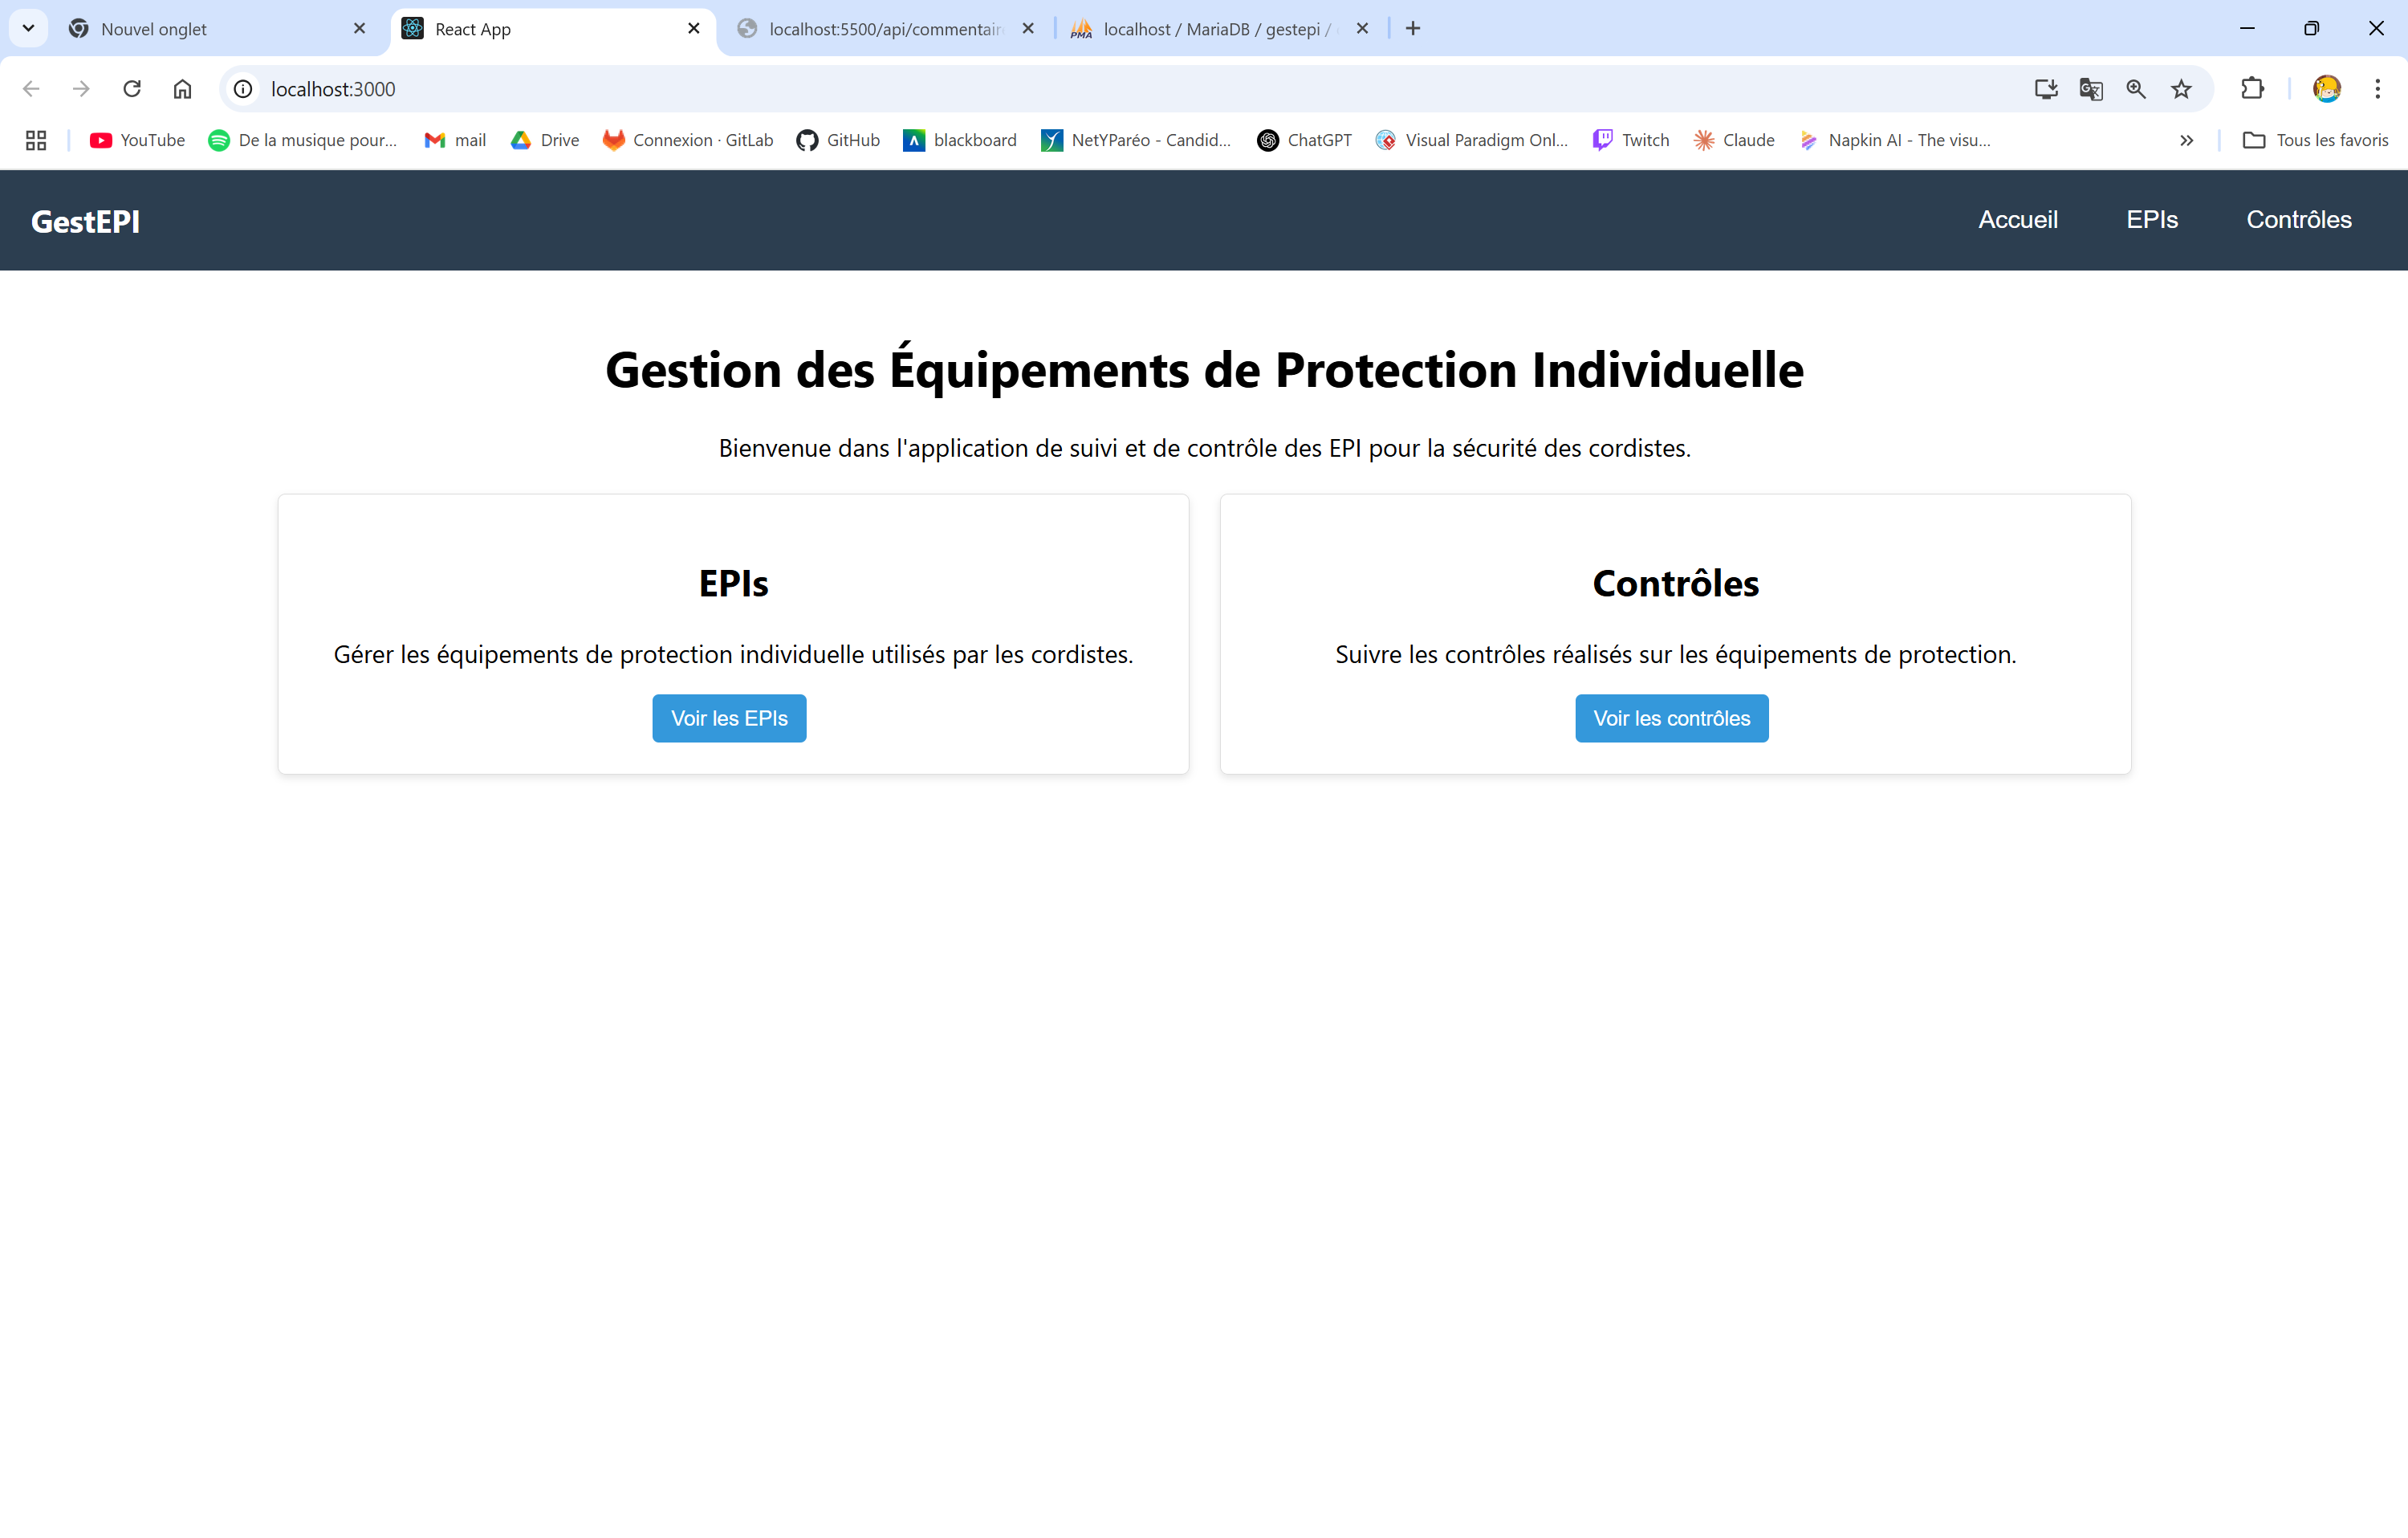 Nouvel onglet
React App
localhost:5500/api/commentair
PMA localhost / MariaDB / gestepi /
localhost:3000
YouTube
De la musique pour...
mail
Drive
Connexion · GitLab
GitHub
blackboard
NetYParéo - Candid...
ChatGPT
Visual Paradigm Onl...
Twitch
Claude
Napkin AI - The visu...
Tous les favoris
GestEPI
Accueil
EPIs
Contrôles
Gestion des Équipements de Protection Individuelle
Bienvenue dans l'application de suivi et de contrôle des EPI pour la sécurité des cordistes.
EPIs
Gérer les équipements de protection individuelle utilisés par les cordistes.
Voir les EPIs
Contrôles
Suivre les contrôles réalisés sur les équipements de protection.
Voir les contrôles